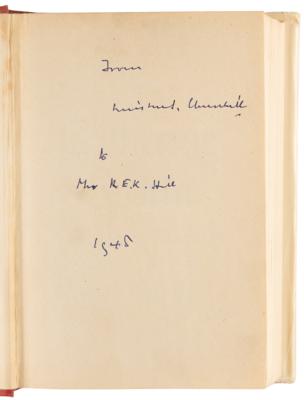 from
Winston S. Churchill
to
Mrs R.E.K. Hill
1948